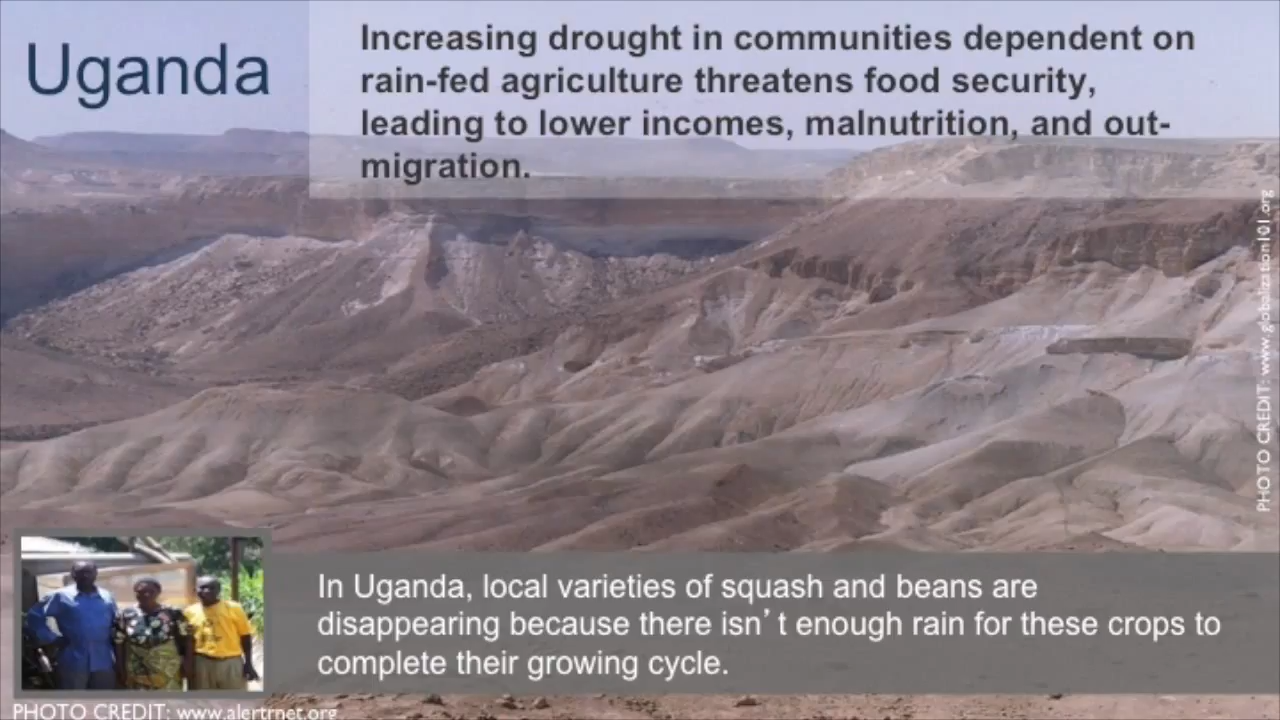 Uganda
Increasing drought in communities dependent on
rain-fed agriculture threatens food security,
leading to lower incomes, malnutrition, and out-
migration.
PHOTO CREDIT: www.globalization101.org
In Uganda, local varieties of squash and beans are
disappearing because there isn’t enough rain for these crops to
complete their growing cycle.
PHOTO CREDIT: www.alertrnet.org